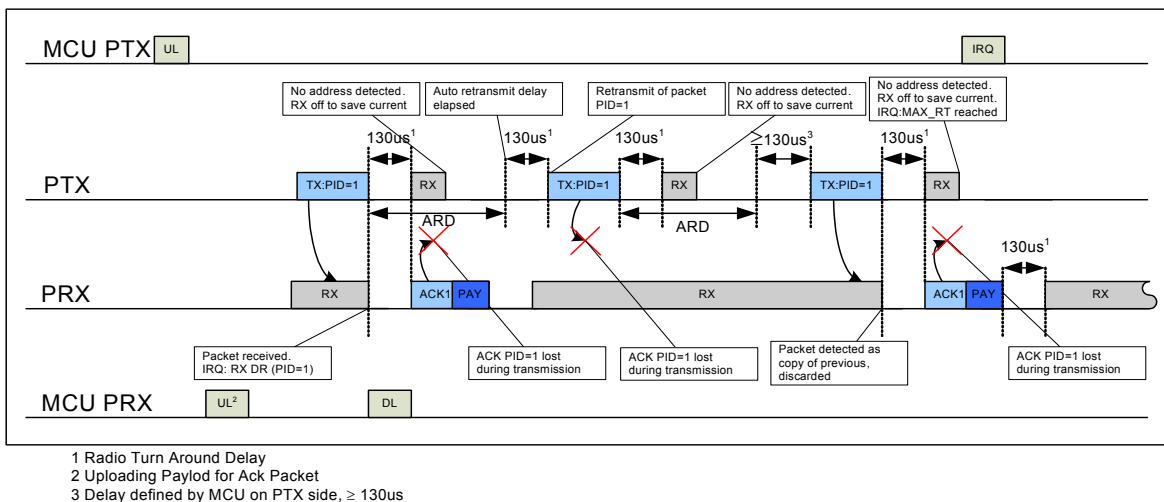 MCU PTX
UL
IRQ
No address detected.
RX off to save current
Auto retransmit delay
elapsed
Retransmit of packet
PID=1
No address detected.
RX off to save current
No address detected.
RX off to save current.
IRQ:MAX_RT reached
130us¹
130us¹
130us¹
≥130us³
130us¹
PTX
TX:PID=1
RX
TX:PID=1
RX
TX:PID=1
RX
ARD
ARD
130us¹
PRX
RX
ACK1
PAY
RX
ACK1
PAY
RX
Packet received.
IRQ: RX DR (PID=1)
ACK PID=1 lost
during transmission
ACK PID=1 lost
during transmission
Packet detected as
copy of previous,
discarded
ACK PID=1 lost
during transmission
MCU PRX
UL²
DL
1 Radio Turn Around Delay
2 Uploading Paylod for Ack Packet
3 Delay defined by MCU on PTX side, ≥ 130us